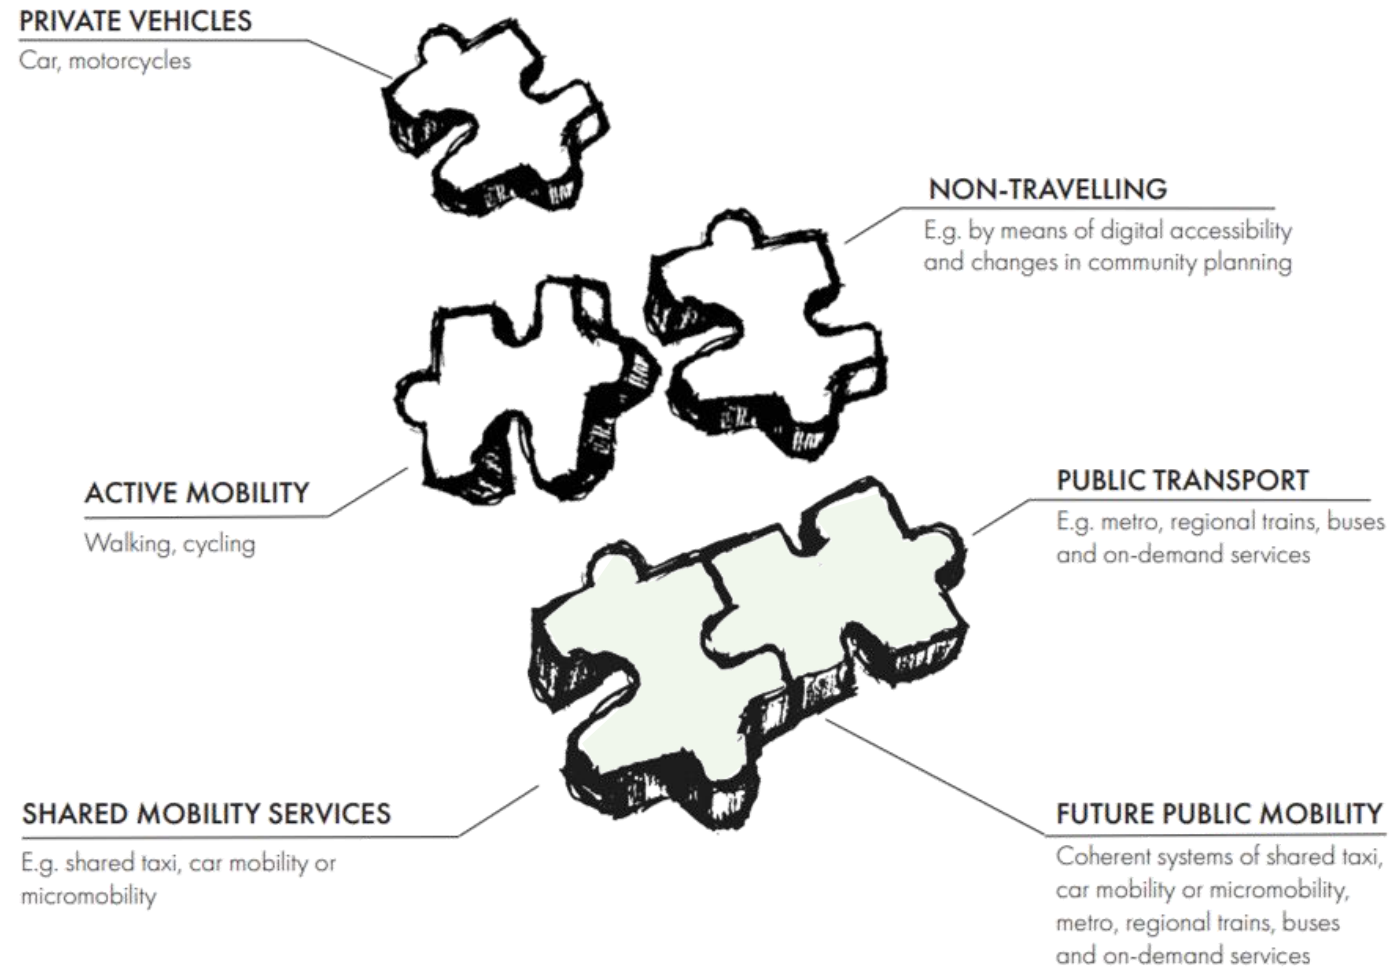 PRIVATE VEHICLES
Car, motorcycles
NON-TRAVELLING
E.g. by means of digital accessibility
and changes in community planning
ACTIVE MOBILITY
Walking, cycling
PUBLIC TRANSPORT
E.g. metro, regional trains, buses
and on-demand services
SHARED MOBILITY SERVICES
E.g. shared taxi, car mobility or
micromobility
FUTURE PUBLIC MOBILITY
Coherent systems of shared taxi,
car mobility or micromobility,
metro, regional trains, buses
and on-demand services